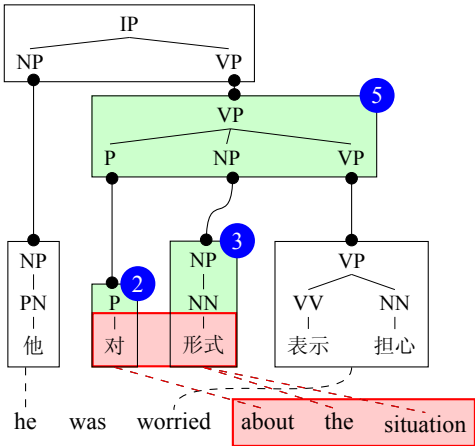 IP
NP VP
5
VP
P NP VP
3
NP VP
2
PN P NN VV NN
他 对 形式 表示 担心
he was worried about the situation